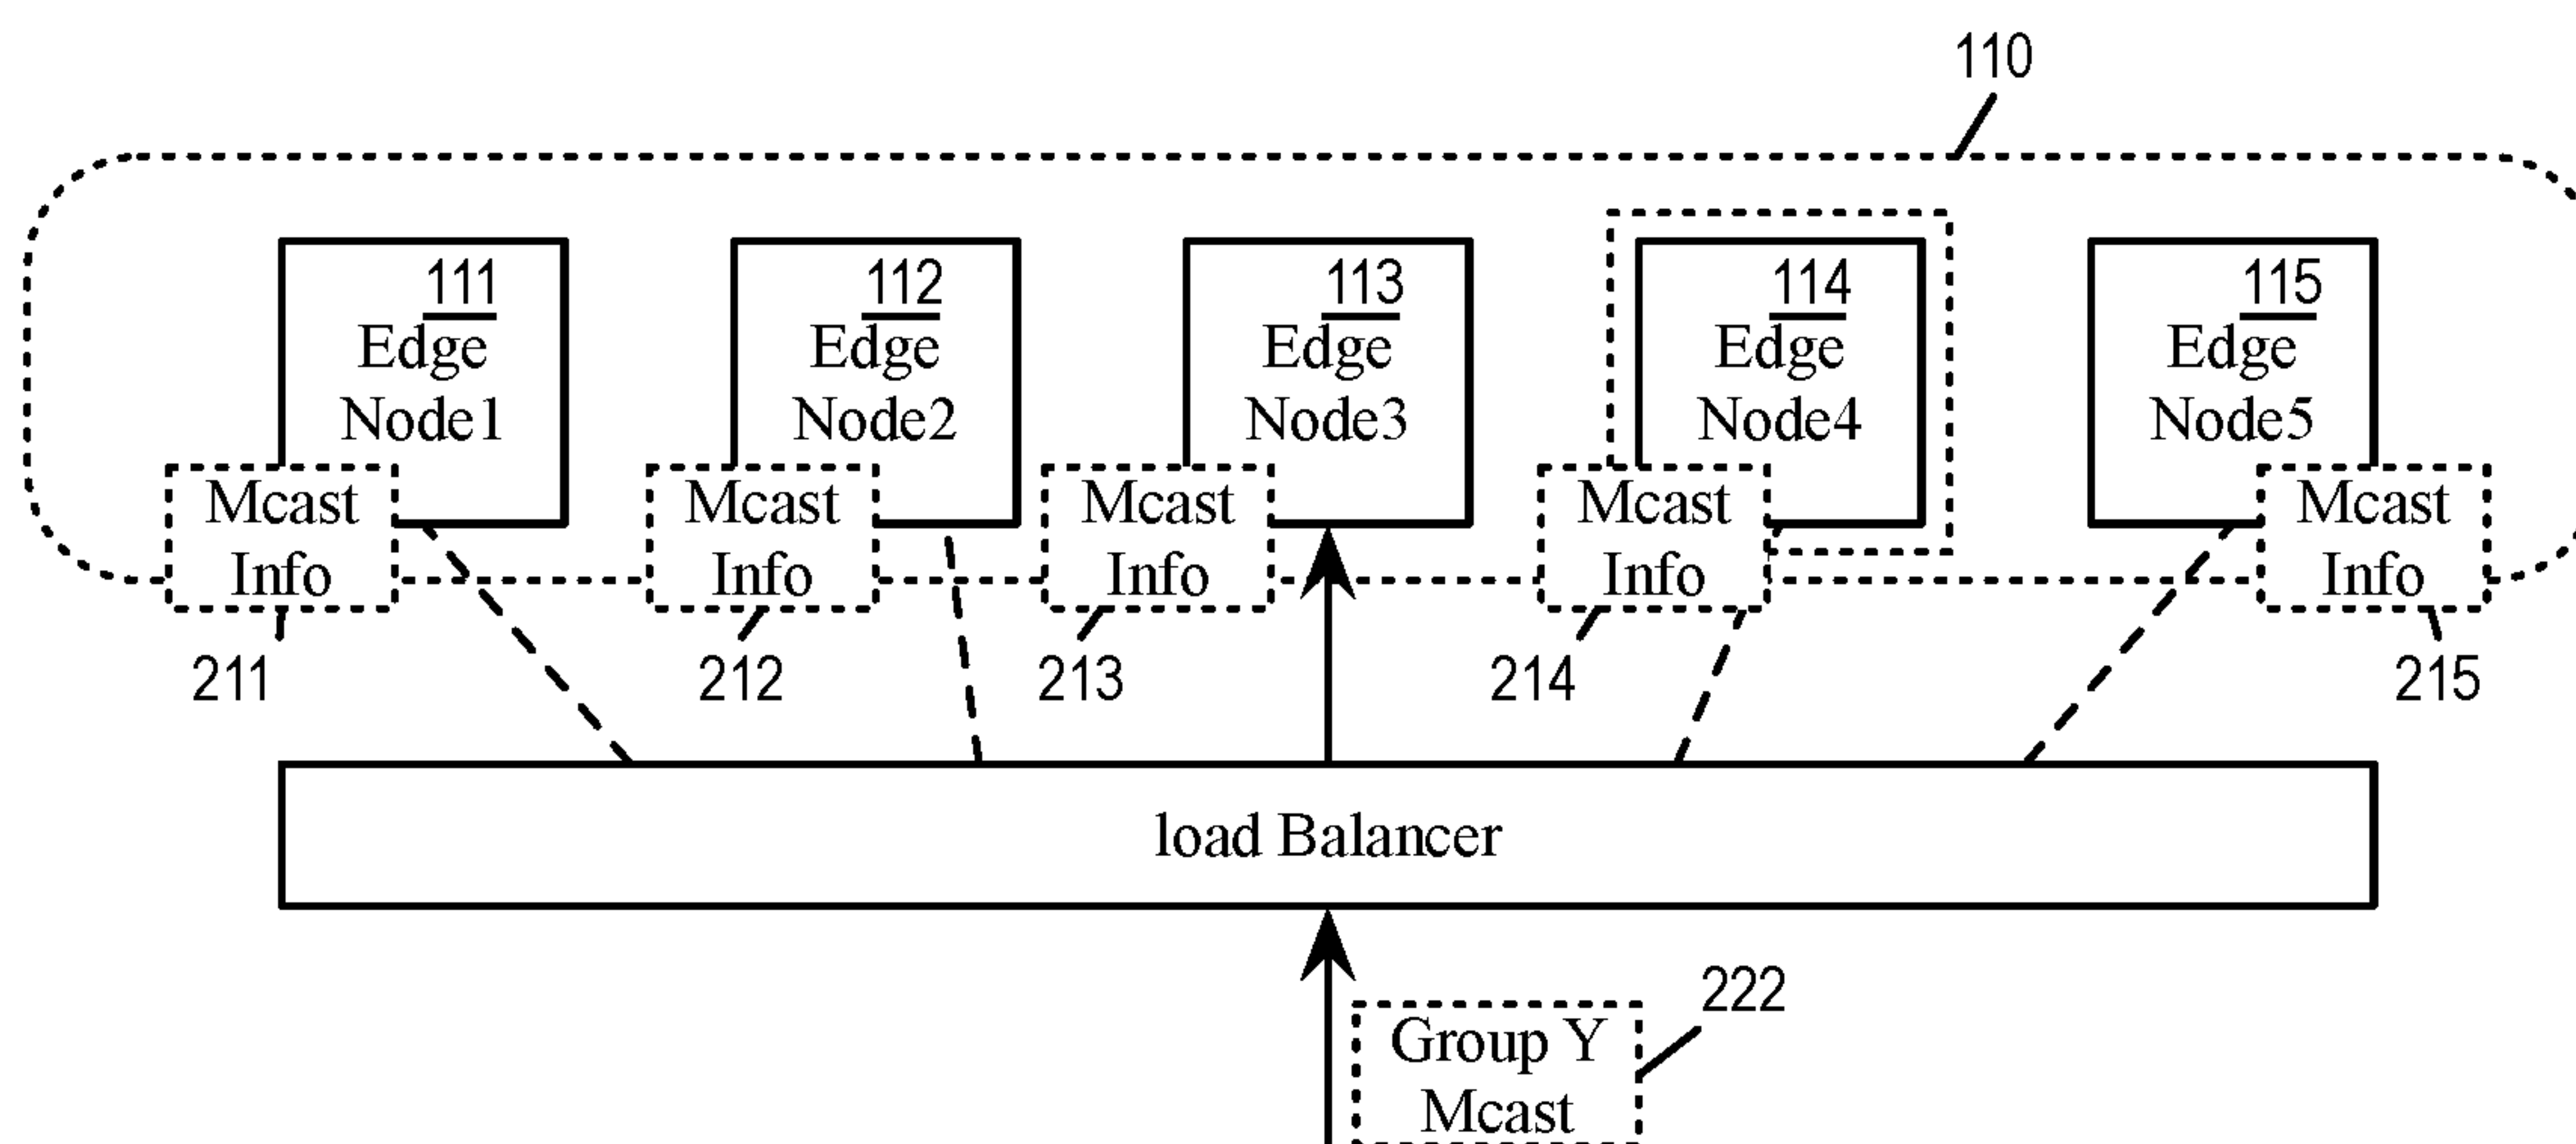 110
111
Edge
Node1
112
Edge
Node2
113
Edge
Node3
114
Edge
Node4
115
Edge
Node5
Mcast
Info
Mcast
Info
Mcast
Info
Mcast
Info
Mcast
Info
211
212
213
214
215
load Balancer
222
Group Y
Mcast